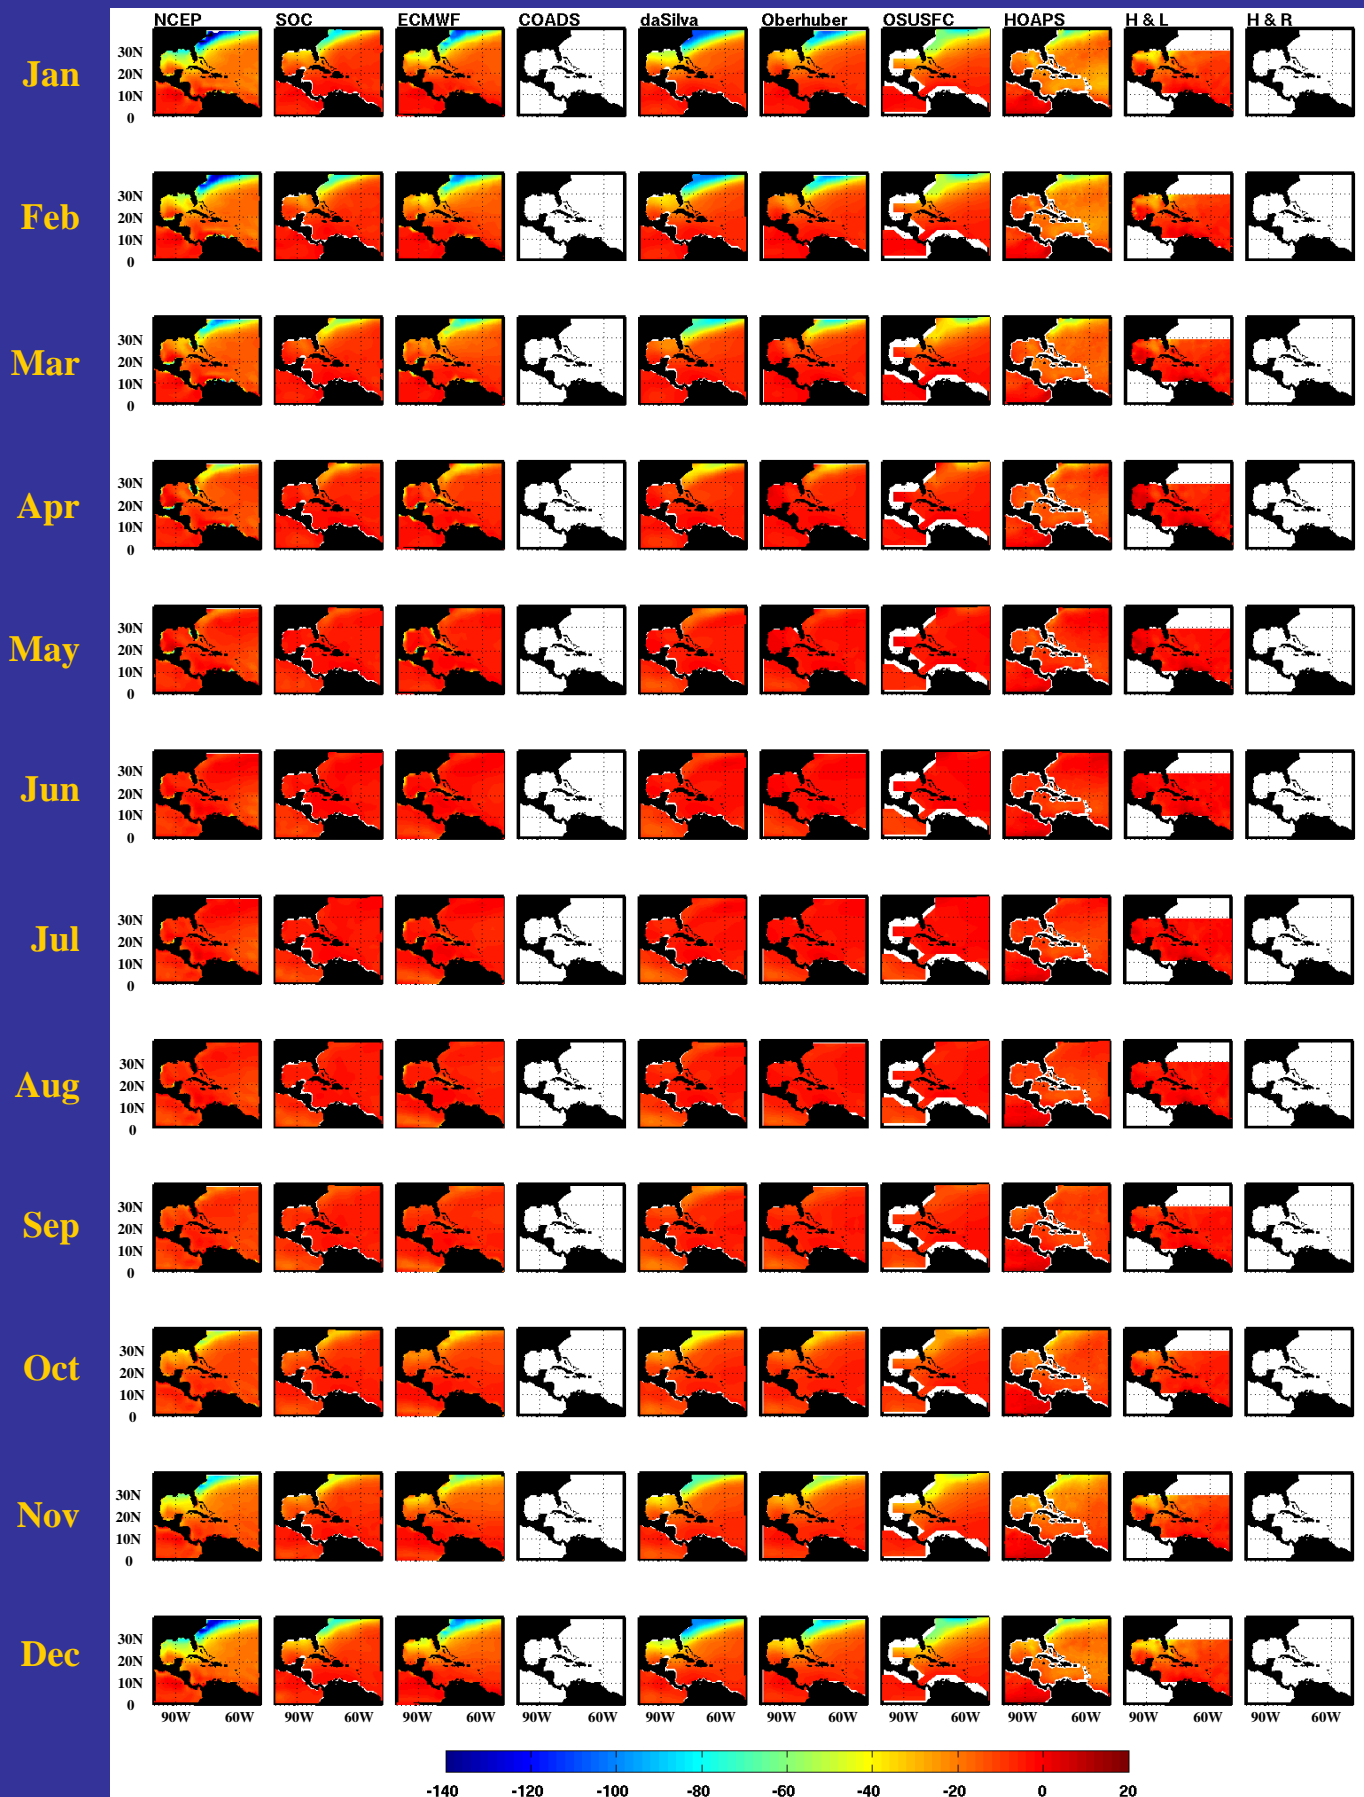 NCEP SOC ECMWF COADS daSilva Oberhuber OSUSFC HOAPS H & L H & R
Jan
30N
20N
10N
0
Feb
30N
20N
10N
0
Mar
30N
20N
10N
0
Apr
30N
20N
10N
0
May
30N
20N
10N
0
Jun
30N
20N
10N
0
Jul
30N
20N
10N
0
Aug
30N
20N
10N
0
Sep
30N
20N
10N
0
Oct
30N
20N
10N
0
Nov
30N
20N
10N
0
Dec
30N
20N
10N
0
90W 60W 90W 60W 90W 60W 90W 60W 90W 60W 90W 60W 90W 60W 90W 60W 90W 60W 90W 60W
-140 -120 -100 -80 -60 -40 -20 0 20